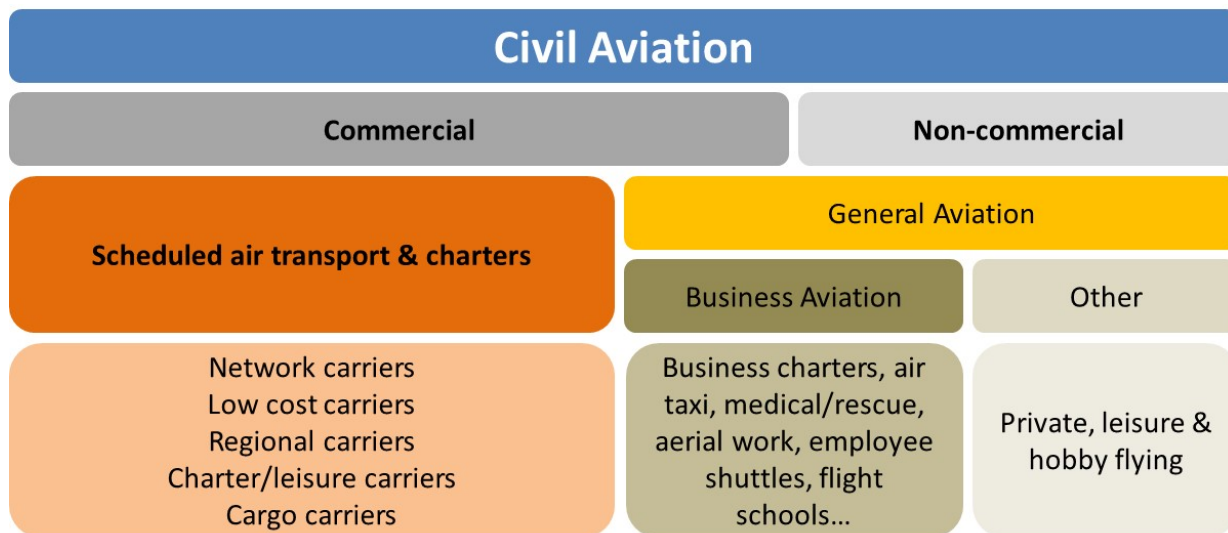 Civil Aviation
Commercial
Non-commercial
Scheduled air transport & charters
General Aviation
Business Aviation
Other
Network carriers
Low cost carriers
Regional carriers
Charter/leisure carriers
Cargo carriers
Business charters, air
taxi, medical/rescue,
aerial work, employee
shuttles, flight
schools...
Private, leisure &
hobby flying